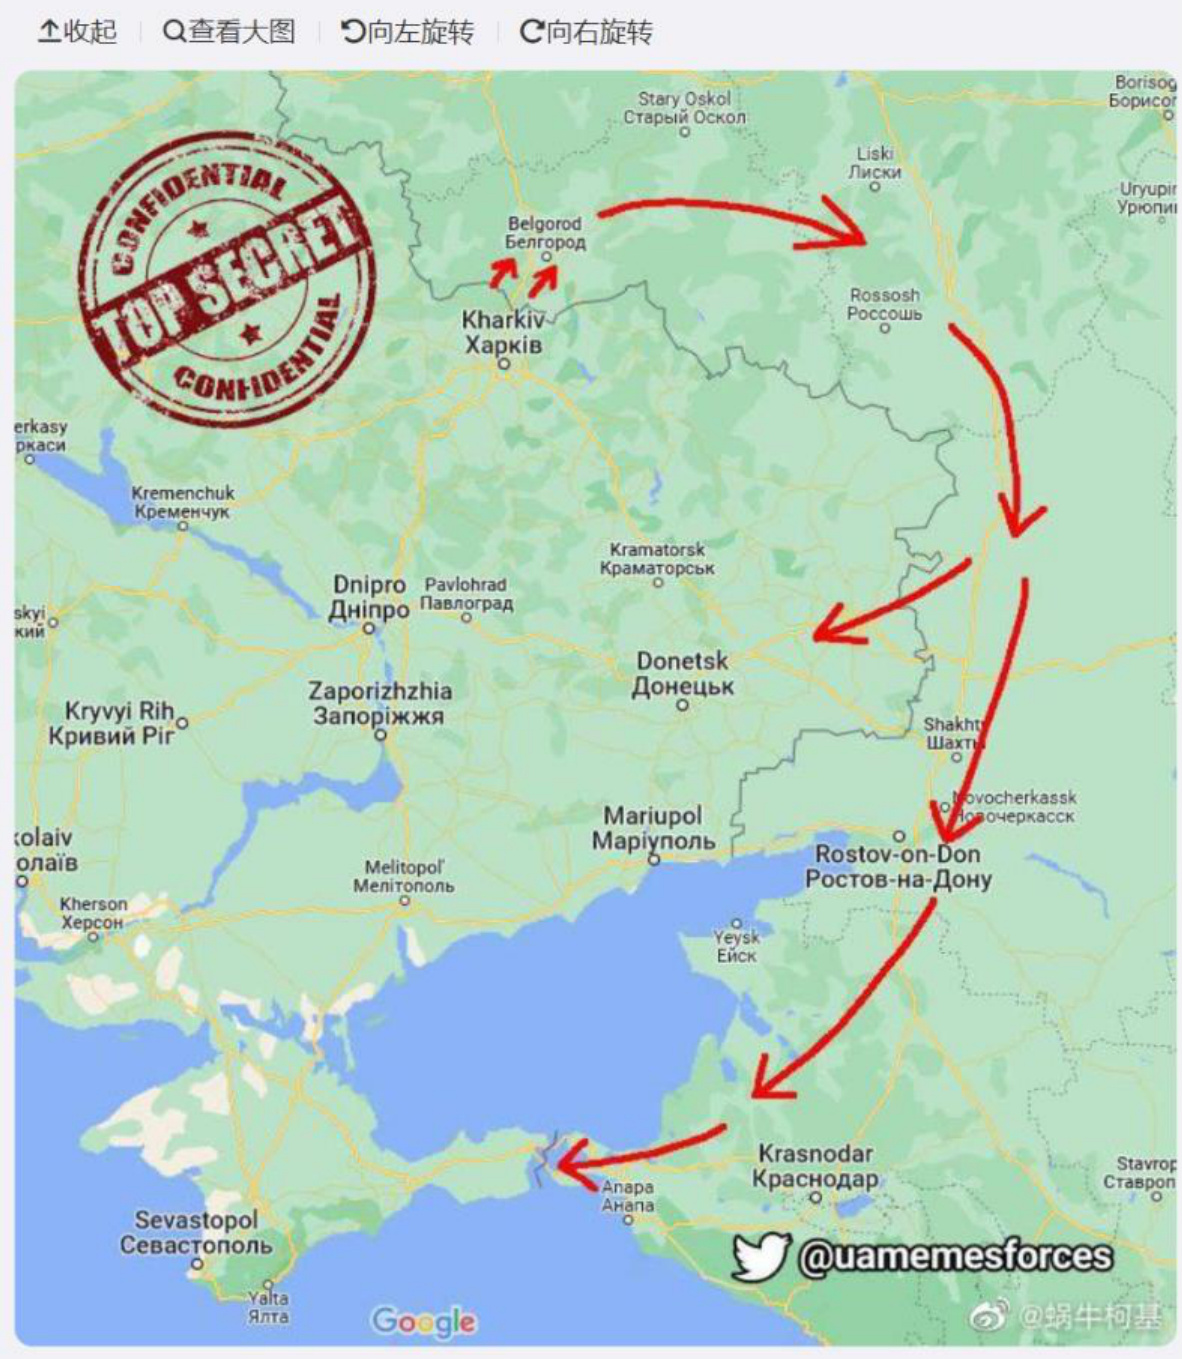 收起 查看大图 向左旋转 向右旋转
Stary Oskol
Старый Оскол
Borisog
Борисог
Liski
Лиски
CONFIDENTIAL
TOP SECRET
CONFIDENTIAL
Uryupin
Урюпи
Belgorod
Белгород
Rossosh
Россошь
Kharkiv
Харків
erkasy
ркаси
Kremenchuk
Кременчук
Kramatorsk
Краматорськ
Dnipro
Дніпро
Pavlohrad
Павлоград
skyi
кий
Donetsk
Донецьк
Zaporizhzhia
Запоріжжя
Kryvyi Rih
Кривий Ріг
Shakhty
Шахты
Novocherkassk
Новочеркасск
Mariupol
Маріуполь
kolaiv
олаїв
Rostov-on-Don
Ростов-на-Дону
Melitopol'
Мелітополь
Kherson
Херсон
Yeysk
Ейск
Krasnodar
Краснодар
Stavrop
Ставроп
Anapa
Анапа
Sevastopol
Севастополь
@uamemesforces
Yalta
Ялта
Google
@蜗牛柯基